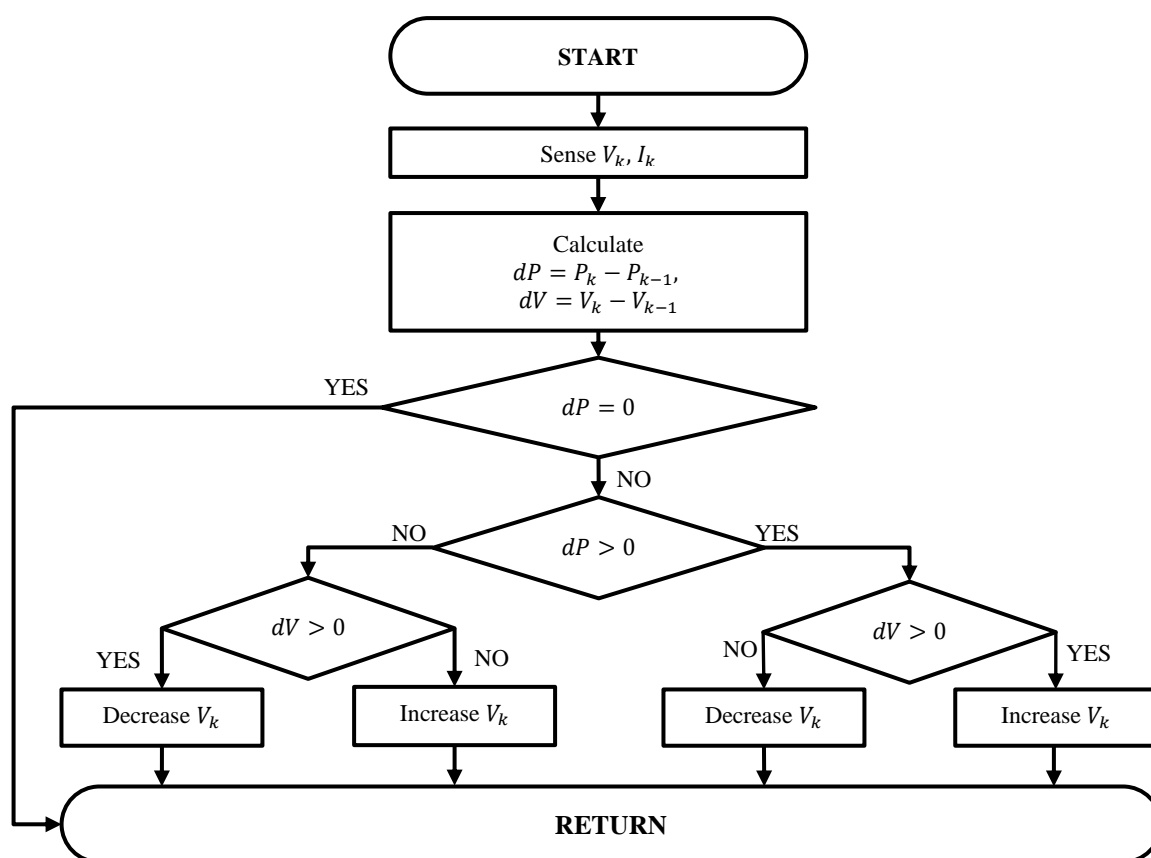 START
Sense V_k, I_k
Calculate
dP = P_k − P_{k−1},
dV = V_k − V_{k−1}
YES
dP = 0
NO
NO
dP > 0
YES
dV > 0
dV > 0
YES
NO
NO
YES
Decrease V_k
Increase V_k
Decrease V_k
Increase V_k
RETURN